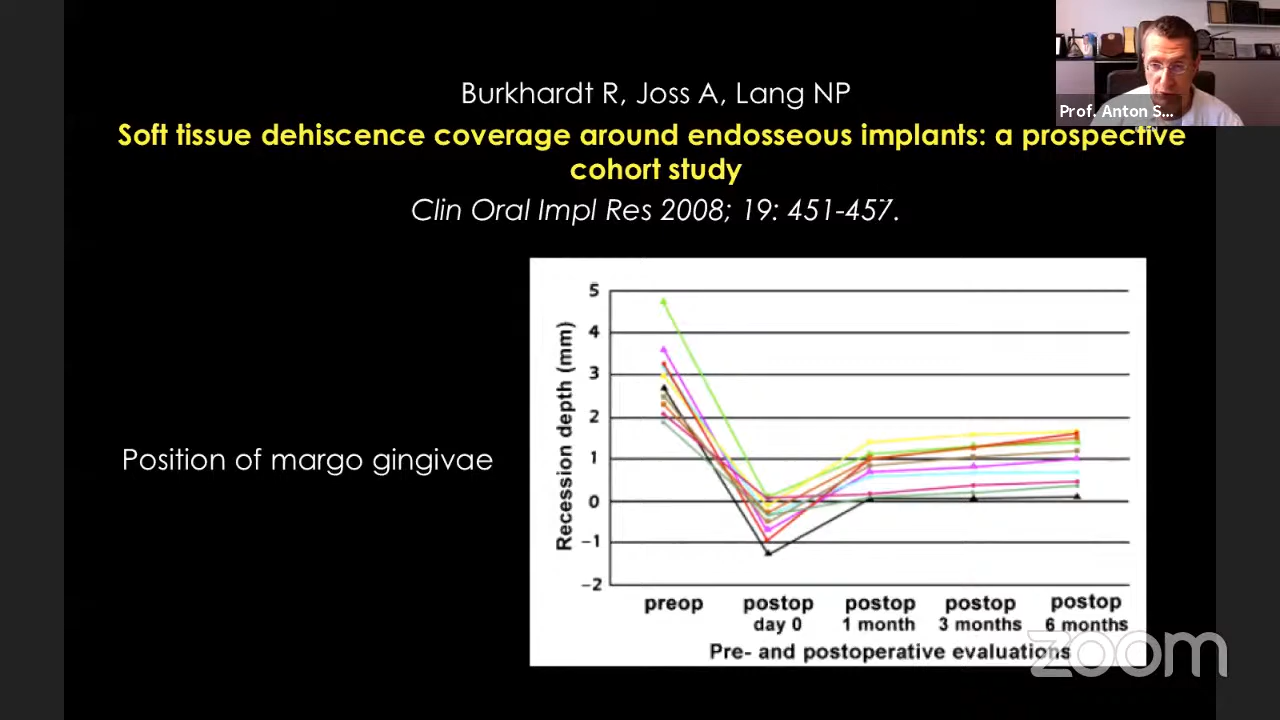 Burkhardt R, Joss A, Lang NP
Prof. Anton S...
Soft tissue dehiscence coverage around endosseous implants: a prospective
cohort study
Clin Oral Impl Res 2008; 19: 451-457.
Position of margo gingivae
Recession depth (mm)
5
4
3
2
1
0
−1
−2
preop
postop
day 0
postop
1 month
postop
3 months
postop
6 months
Pre- and postoperative evaluations
zoom